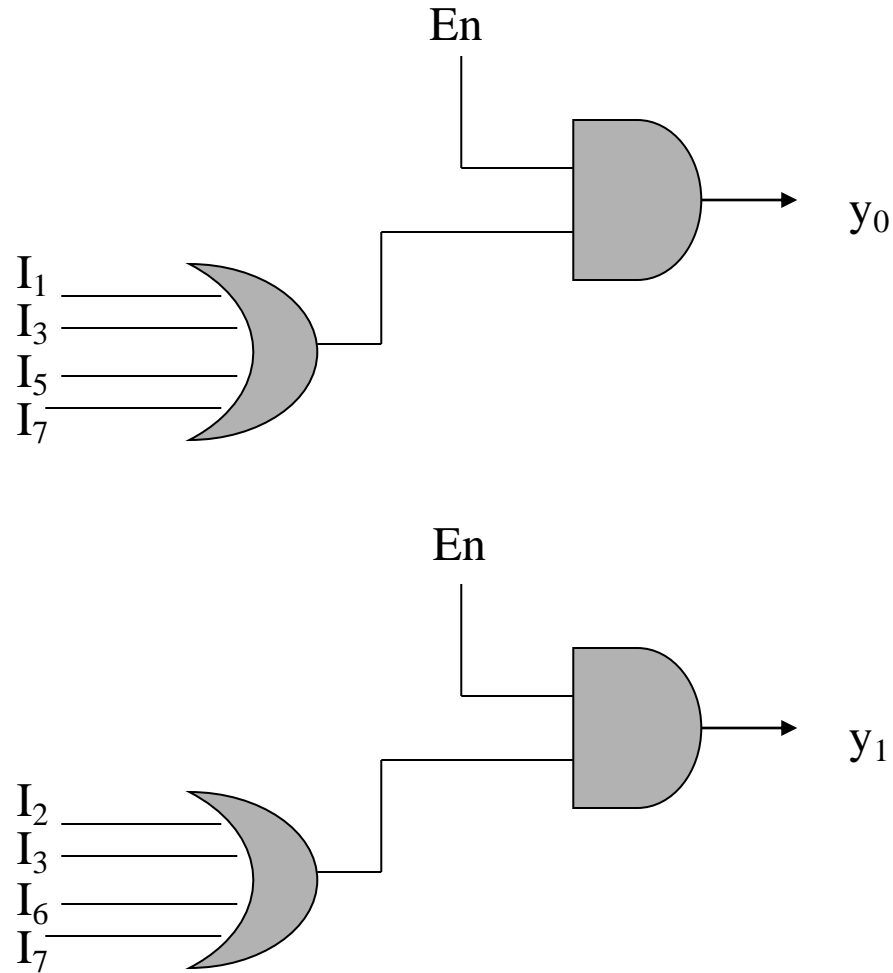 En
y₀
I₁
I₃
I₅
I₇
En
y₁
I₂
I₃
I₆
I₇